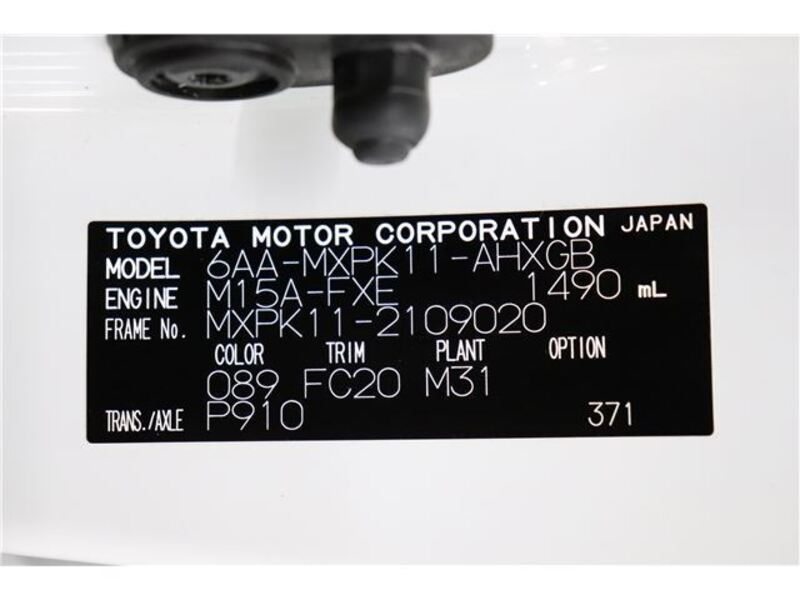 TOYOTA MOTOR CORPORATION JAPAN
MODEL 6AA-MXPK11-AHXGB
ENGINE M15A-FXE 1490 mL
FRAME No. MXPK11-2109020
COLOR TRIM PLANT OPTION
089 FC20 M31
TRANS./AXLE P910 371